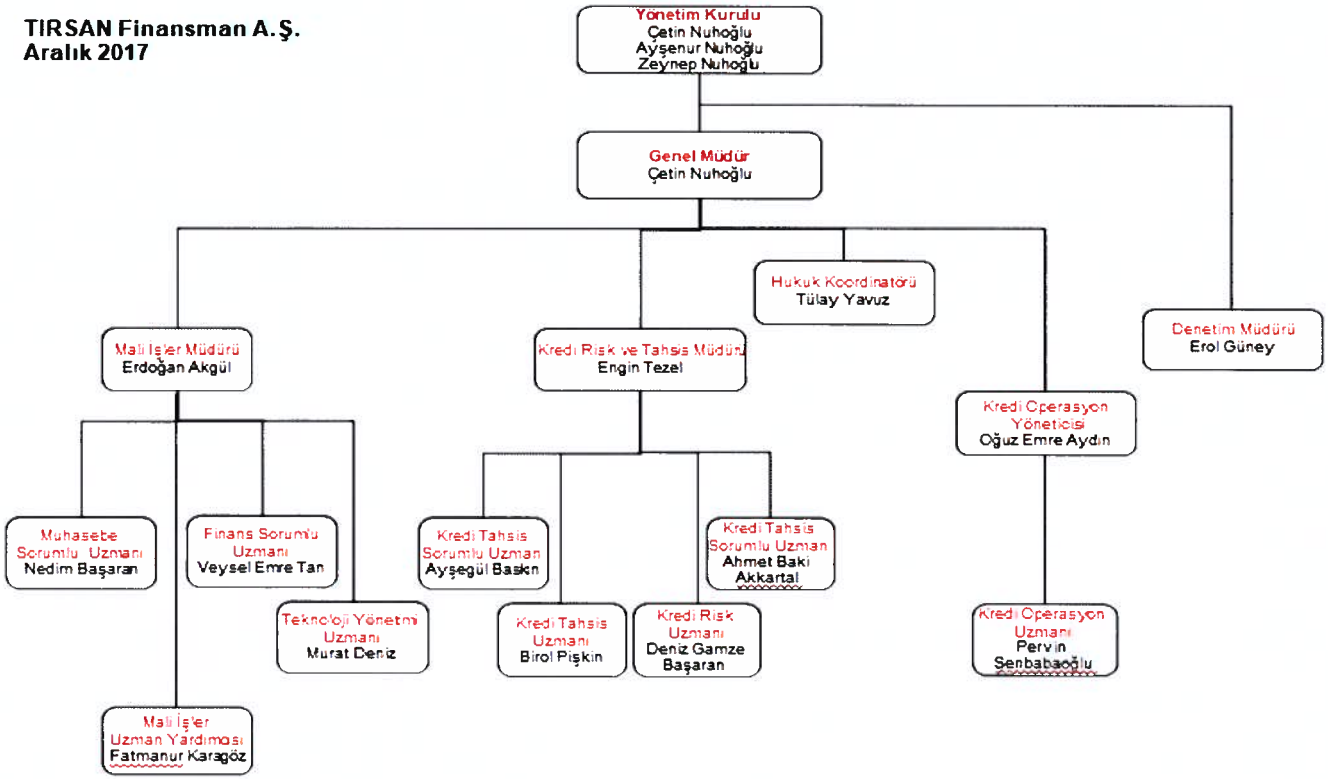 TIRSAN Finansman A.Ş.
Aralık 2017
Yönetim Kurulu
Çetin Nuhoğlu
Ayşenur Nuhoğlu
Zeynep Nuhoğlu
Genel Müdür
Çetin Nuhoğlu
Hukuk Koordinatörü
Tülay Yavuz
Denetim Müdürü
Erol Güney
Mali İşler Müdürü
Erdoğan Akgül
Kredi Risk ve Tahsis Müdürü
Engin Tezel
Kredi Operasyon
Yöneticisi
Oğuz Emre Aydın
Muhasebe
Sorumlu Uzmanı
Nedim Başaran
Finans Sorumlu
Uzmanı
Veysel Emre Tan
Kredi Tahsis
Sorumlu Uzman
Ayşegül Baskın
Kredi Tahsis
Sorumlu Uzman
Ahmet Baki
Akkartal
Teknoloji Yönetmi
Uzmanı
Murat Deniz
Kredi Tahsis
Uzmanı
Birol Pişkin
Kredi Risk
Uzmanı
Deniz Gamze
Başaran
Kredi Operasyon
Uzmanı
Pervin
Senbabaoğlu
Mali İşler
Uzman Yardımcısı
Fatmanur Karagöz